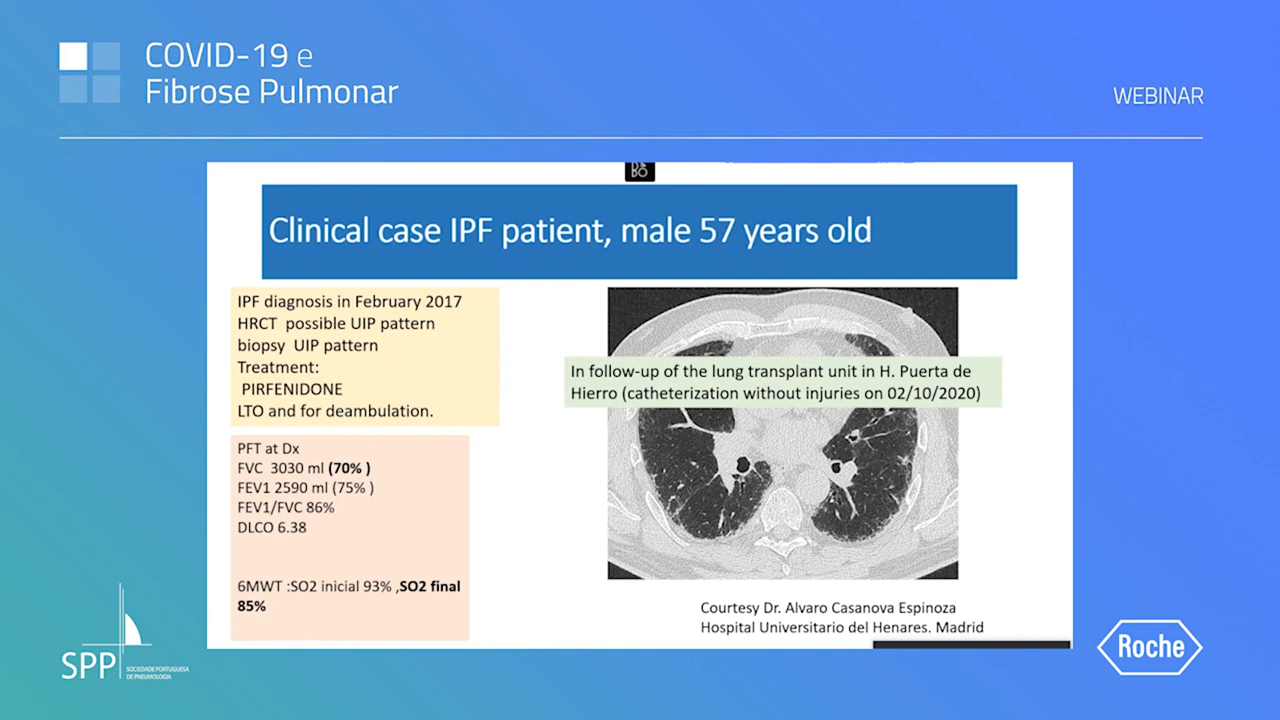 COVID-19 e
Fibrose Pulmonar
WEBINAR
Clinical case IPF patient, male 57 years old
IPF diagnosis in February 2017
HRCT possible UIP pattern
biopsy UIP pattern
Treatment:
PIRFENIDONE
LTO and for deambulation.
In follow-up of the lung transplant unit in H. Puerta de
Hierro (catheterization without injuries on 02/10/2020)
PFT at Dx
FVC 3030 ml (70% )
FEV1 2590 ml (75% )
FEV1/FVC 86%
DLCO 6.38
6MWT :SO2 inicial 93% ,SO2 final
85%
Courtesy Dr. Alvaro Casanova Espinoza
Hospital Universitario del Henares. Madrid
SPP
SOCIEDADE PORTUGUESA
DE PNEUMOLOGIA
Roche